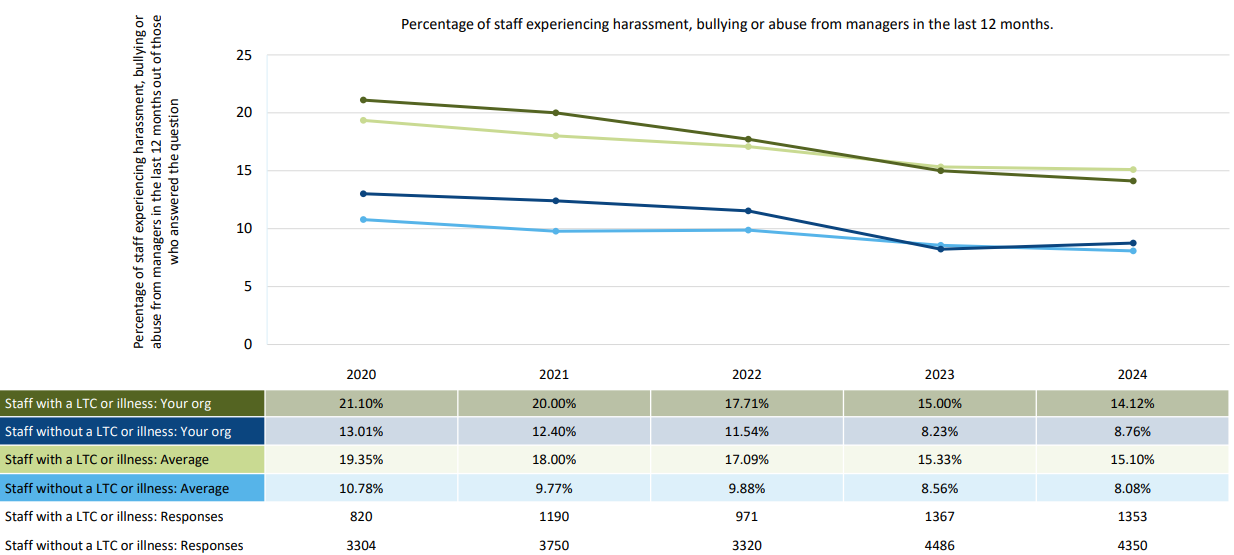 Percentage of staff experiencing harassment, bullying or abuse from managers in the last 12 months.
Percentage of staff experiencing harassment, bullying or
abuse from managers in the last 12 months out of those
who answered the question
25
20
15
10
5
0
2020 2021 2022 2023 2024
Staff with a LTC or illness: Your org 21.10% 20.00% 17.71% 15.00% 14.12%
Staff without a LTC or illness: Your org 13.01% 12.40% 11.54% 8.23% 8.76%
Staff with a LTC or illness: Average 19.35% 18.00% 17.09% 15.33% 15.10%
Staff without a LTC or illness: Average 10.78% 9.77% 9.88% 8.56% 8.08%
Staff with a LTC or illness: Responses 820 1190 971 1367 1353
Staff without a LTC or illness: Responses 3304 3750 3320 4486 4350